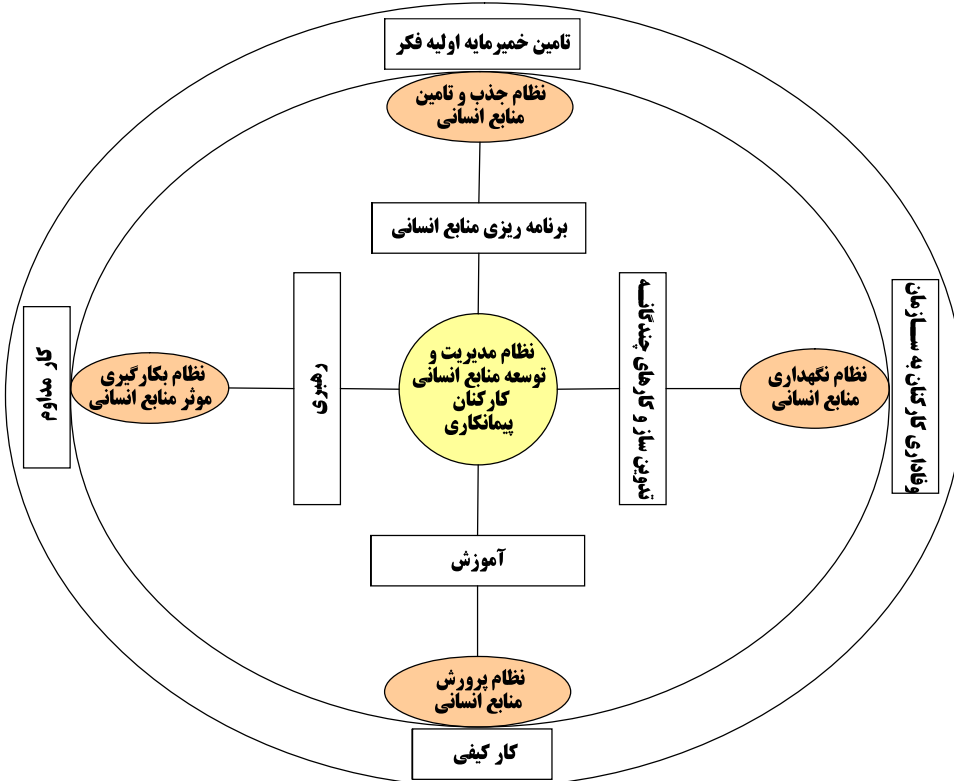 تامین خمیرمایه اولیه فکر
نظام جذب و تامین
منابع انسانی
برنامه ریزی منابع انسانی
وفاداری کارکنان به ســازمان
نظام نگهداری
منابع انسانی
تدوین ساز و کارهای چندگانــه
نظام مدیریت و
توسعه منابع انسانی
کارکنان
پیمانکاری
رهبری
نظام بکارگیری
موثر منابع انسانی
کار مداوم
آموزش
نظام پرورش
منابع انسانی
کار کیفی